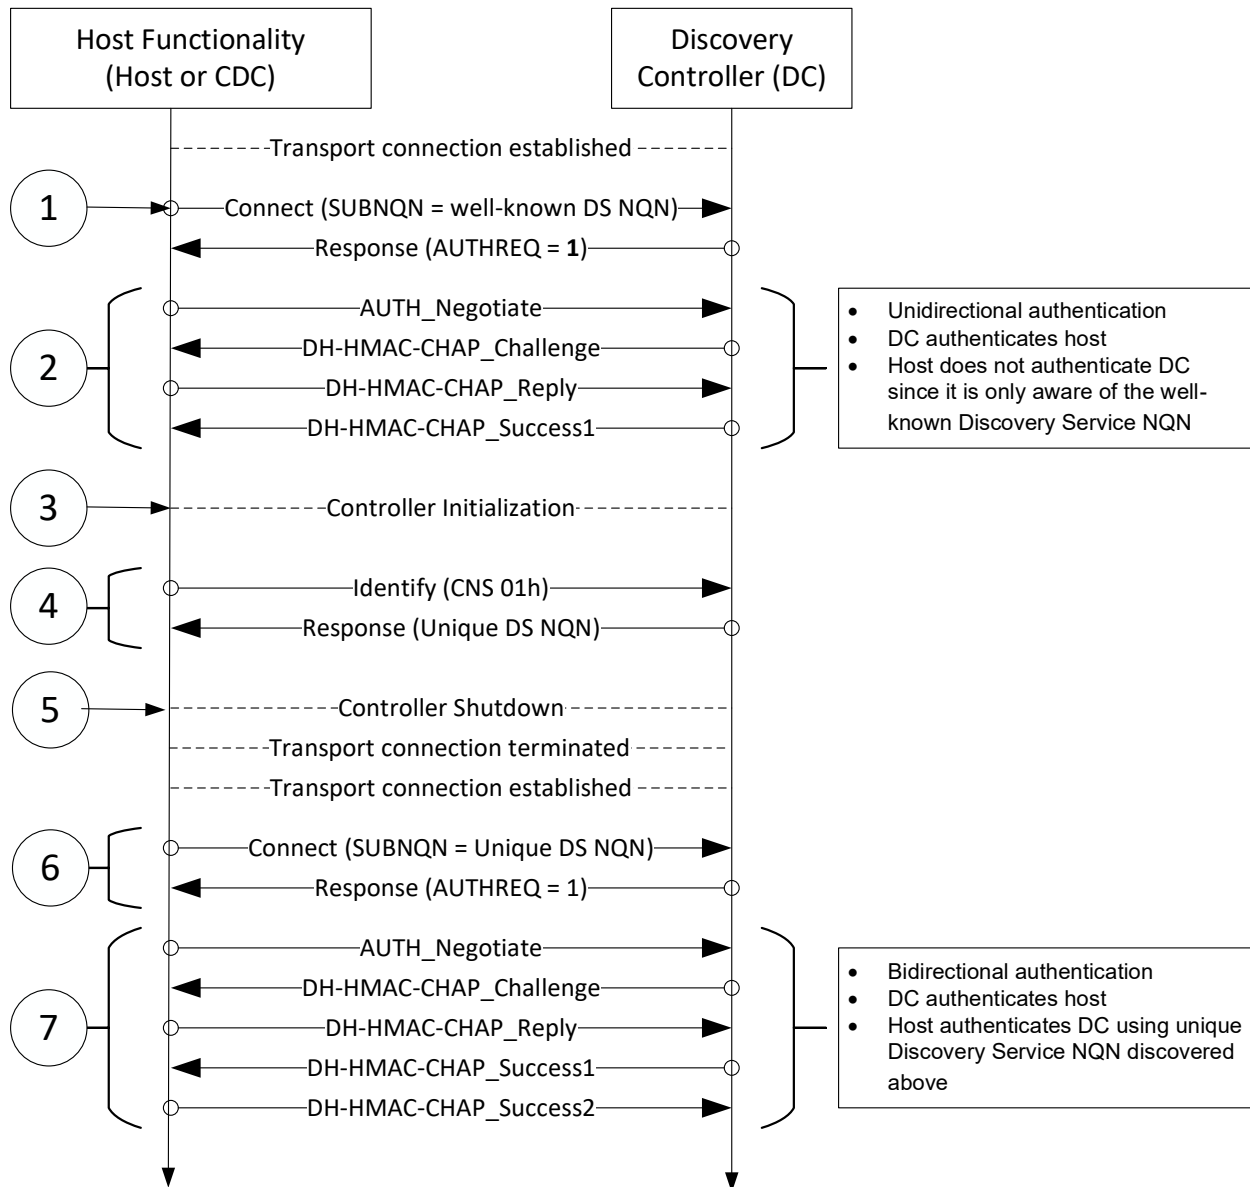 Host Functionality
(Host or CDC)
Discovery
Controller (DC)
Transport connection established
1
Connect (SUBNQN = well-known DS NQN)
Response (AUTHREQ = 1)
2
AUTH_Negotiate
DH-HMAC-CHAP_Challenge
DH-HMAC-CHAP_Reply
DH-HMAC-CHAP_Success1
• Unidirectional authentication
• DC authenticates host
• Host does not authenticate DC
since it is only aware of the well-
known Discovery Service NQN
3
Controller Initialization
4
Identify (CNS 01h)
Response (Unique DS NQN)
5
Controller Shutdown
Transport connection terminated
Transport connection established
6
Connect (SUBNQN = Unique DS NQN)
Response (AUTHREQ = 1)
7
AUTH_Negotiate
DH-HMAC-CHAP_Challenge
DH-HMAC-CHAP_Reply
DH-HMAC-CHAP_Success1
DH-HMAC-CHAP_Success2
• Bidirectional authentication
• DC authenticates host
• Host authenticates DC using unique
Discovery Service NQN discovered
above